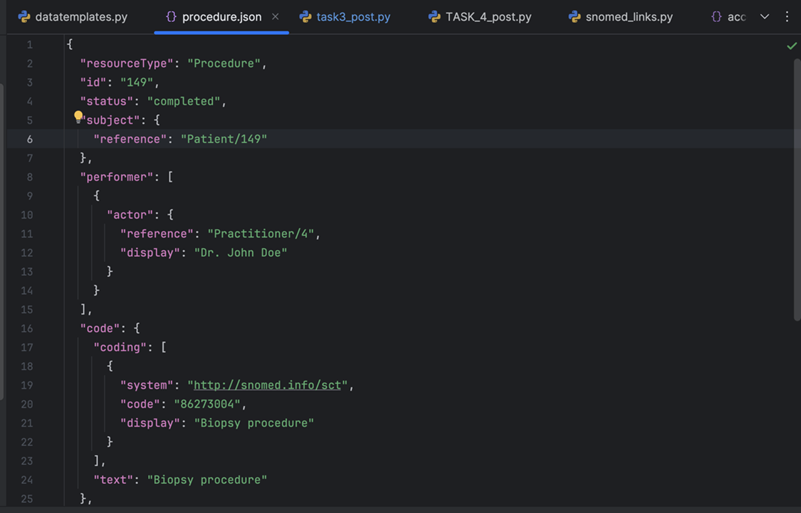 datatemplates.py procedure.json × task3_post.py TASK_4_post.py snomed_links.py {} acc
1 {
2 "resourceType": "Procedure",
3 "id": "149",
4 "status": "completed",
5 "subject": {
6 "reference": "Patient/149"
7 },
8 "performer": [
9 {
10 "actor": {
11 "reference": "Practitioner/4",
12 "display": "Dr. John Doe"
13 }
14 }
15 ],
16 "code": {
17 "coding": [
18 {
19 "system": "http://snomed.info/sct",
20 "code": "86273004",
21 "display": "Biopsy procedure"
22 }
23 ],
24 "text": "Biopsy procedure"
25 },